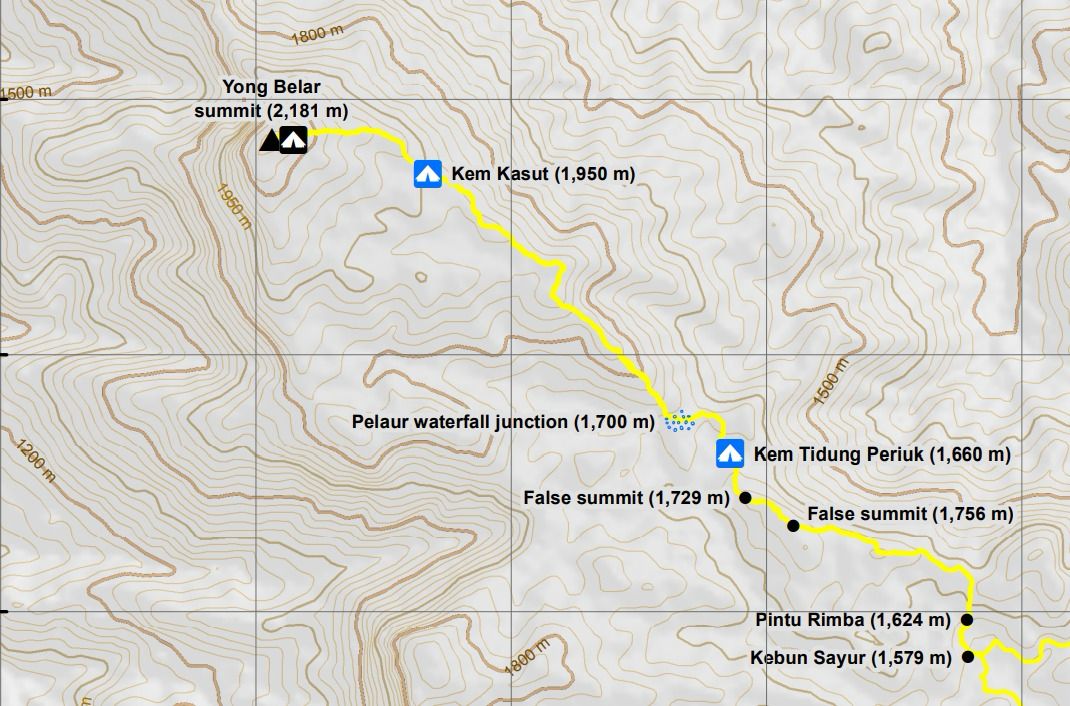 1800 m
1500 m
Yong Belar
summit (2,181 m)
Kem Kasut (1,950 m)
1950 m
1500 m
Pelaur waterfall junction (1,700 m)
1200 m
Kem Tidung Periuk (1,660 m)
False summit (1,729 m)
False summit (1,756 m)
Pintu Rimba (1,624 m)
Kebun Sayur (1,579 m)
1800 m
m